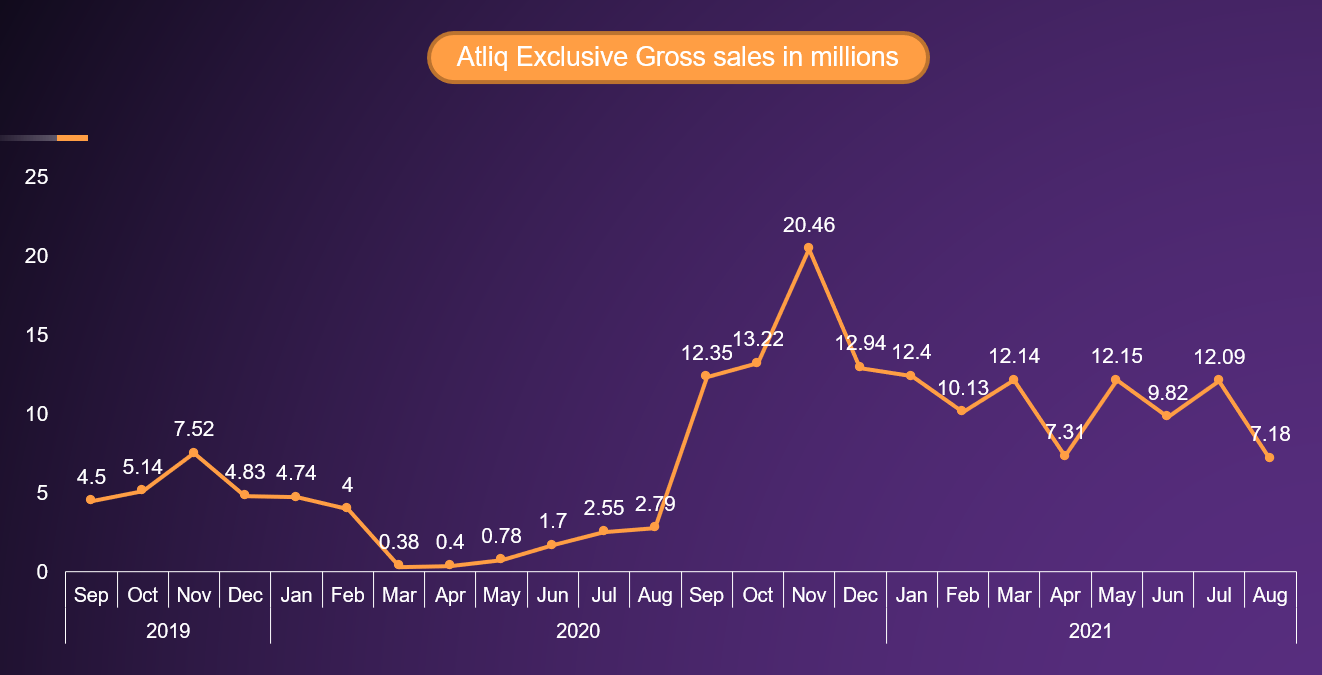 Atliq Exclusive Gross sales in millions
25
20.46
20
15
12.35 13.22 12.94 12.4 10.13 12.14 7.31 12.15 9.82 12.09 7.18
10
4.5 5.14 7.52 4.83 4.74 4 0.38 0.4 0.78 1.7 2.55 2.79
5
0
Sep Oct Nov Dec Jan Feb Mar Apr May Jun Jul Aug Sep Oct Nov Dec Jan Feb Mar Apr May Jun Jul Aug
2019 2020 2021